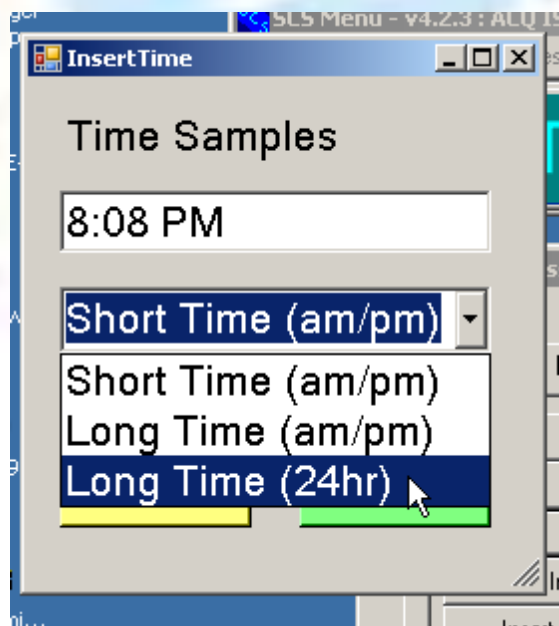 SLS Menu - v4.2.3 : ACQ
InsertTime
Time Samples
8:08 PM
Short Time (am/pm)
Short Time (am/pm)
Long Time (am/pm)
Long Time (24hr)